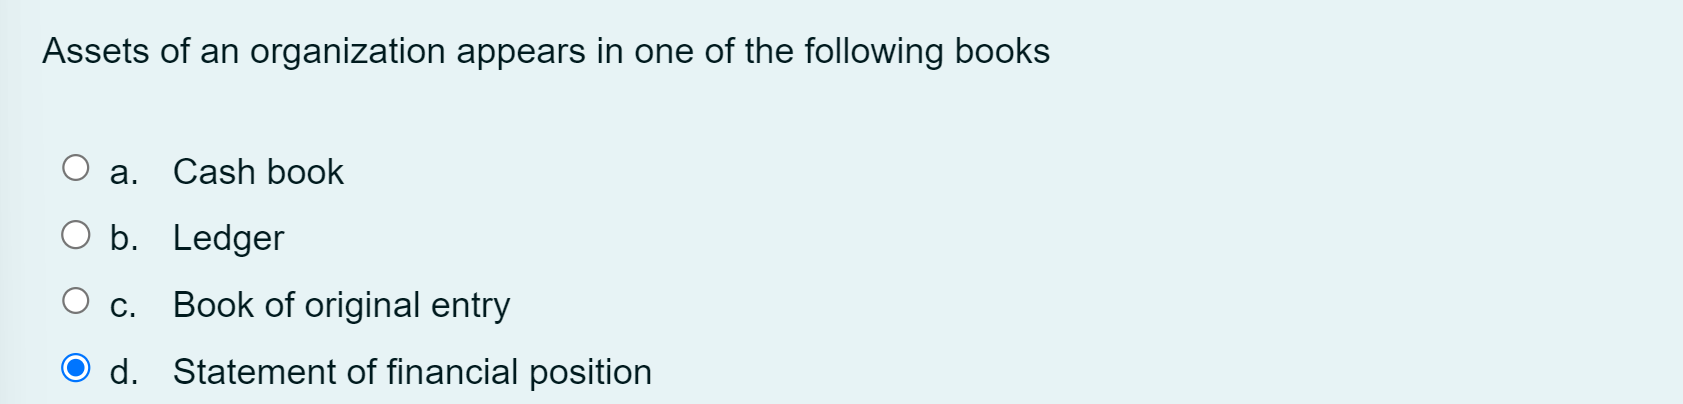 Assets of an organization appears in one of the following books
a. Cash book
b. Ledger
c. Book of original entry
d. Statement of financial position